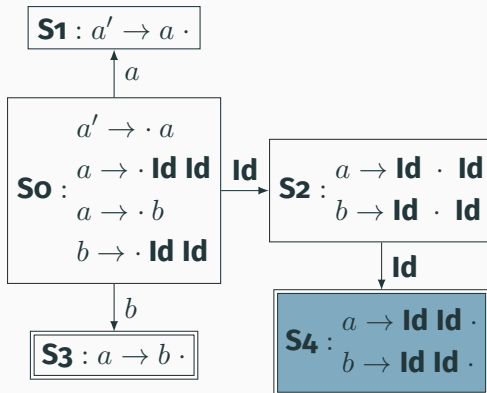 S1 : a′ → a ·
a
a′ → · a
a → · Id Id
S0 :
a → · b
b → · Id Id
Id
S2 :
a → Id · Id
b → Id · Id
Id
b
S3 : a → b ·
S4 :
a → Id Id ·
b → Id Id ·